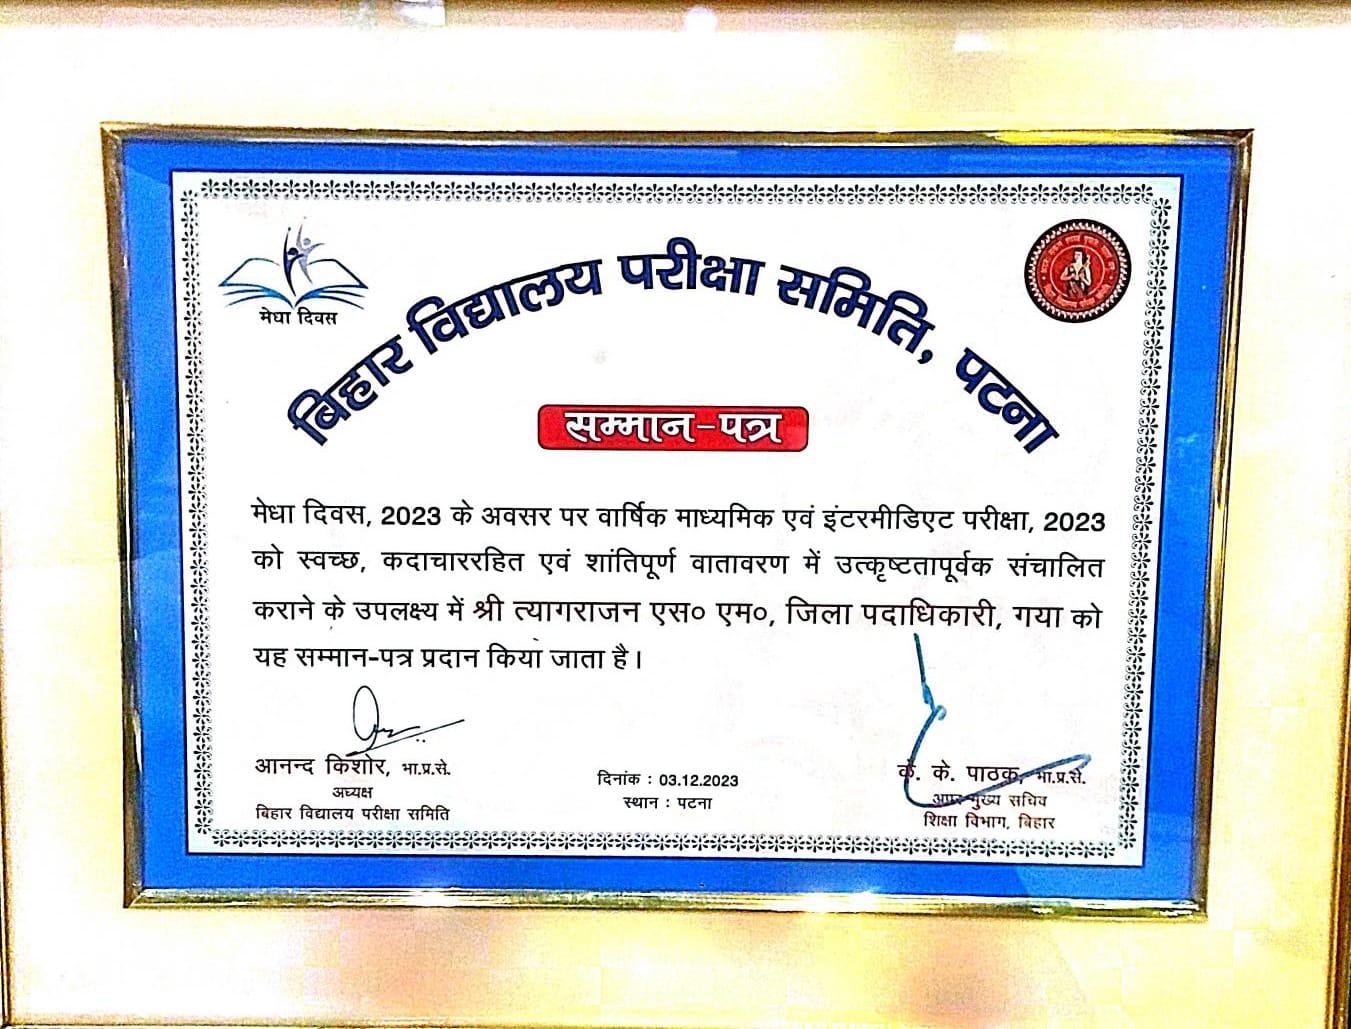 मेधा दिवस
बिहार विद्यालय परीक्षा समिति, पटना
सम्मान-पत्र
मेधा दिवस, 2023 के अवसर पर वार्षिक माध्यमिक एवं इंटरमीडिएट परीक्षा, 2023
को स्वच्छ, कदाचाररहित एवं शांतिपूर्ण वातावरण में उत्कृष्टतापूर्वक संचालित
कराने के उपलक्ष्य में श्री त्यागराजन एस० एम०, जिला पदाधिकारी, गया को
यह सम्मान-पत्र प्रदान किया जाता है।
आनन्द किशोर, भा.प्र.से.
अध्यक्ष
बिहार विद्यालय परीक्षा समिति
दिनांक : 03.12.2023
स्थान : पटना
के. के. पाठक, भा.प्र.से.
अपर मुख्य सचिव
शिक्षा विभाग, बिहार